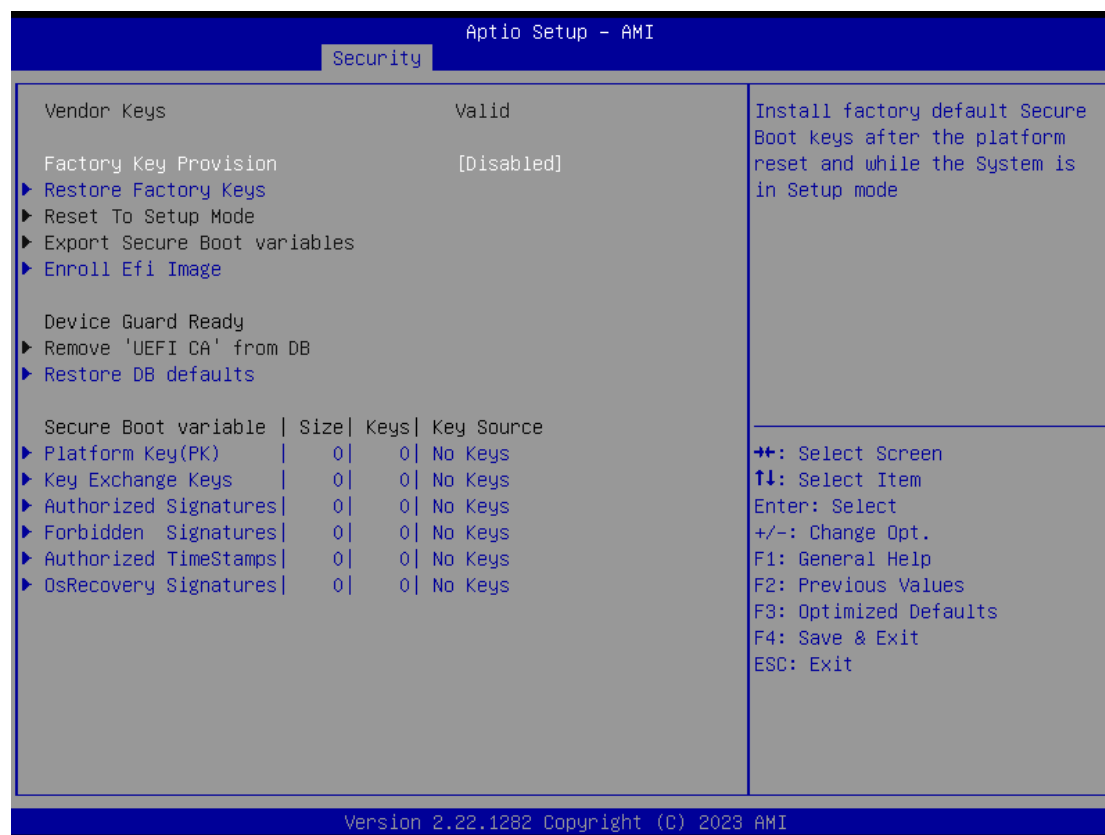 Aptio Setup – AMI
Security
Vendor Keys Valid
Factory Key Provision [Disabled]
Restore Factory Keys
Reset To Setup Mode
Export Secure Boot variables
Enroll Efi Image
Device Guard Ready
Remove 'UEFI CA' from DB
Restore DB defaults
Secure Boot variable | Size| Keys| Key Source
Platform Key(PK) | 0| 0| No Keys
Key Exchange Keys | 0| 0| No Keys
Authorized Signatures| 0| 0| No Keys
Forbidden Signatures| 0| 0| No Keys
Authorized TimeStamps| 0| 0| No Keys
OsRecovery Signatures| 0| 0| No Keys
Install factory default Secure
Boot keys after the platform
reset and while the System is
in Setup mode
→←: Select Screen
↑↓: Select Item
Enter: Select
+/-: Change Opt.
F1: General Help
F2: Previous Values
F3: Optimized Defaults
F4: Save & Exit
ESC: Exit
Version 2.22.1282 Copyright (C) 2023 AMI